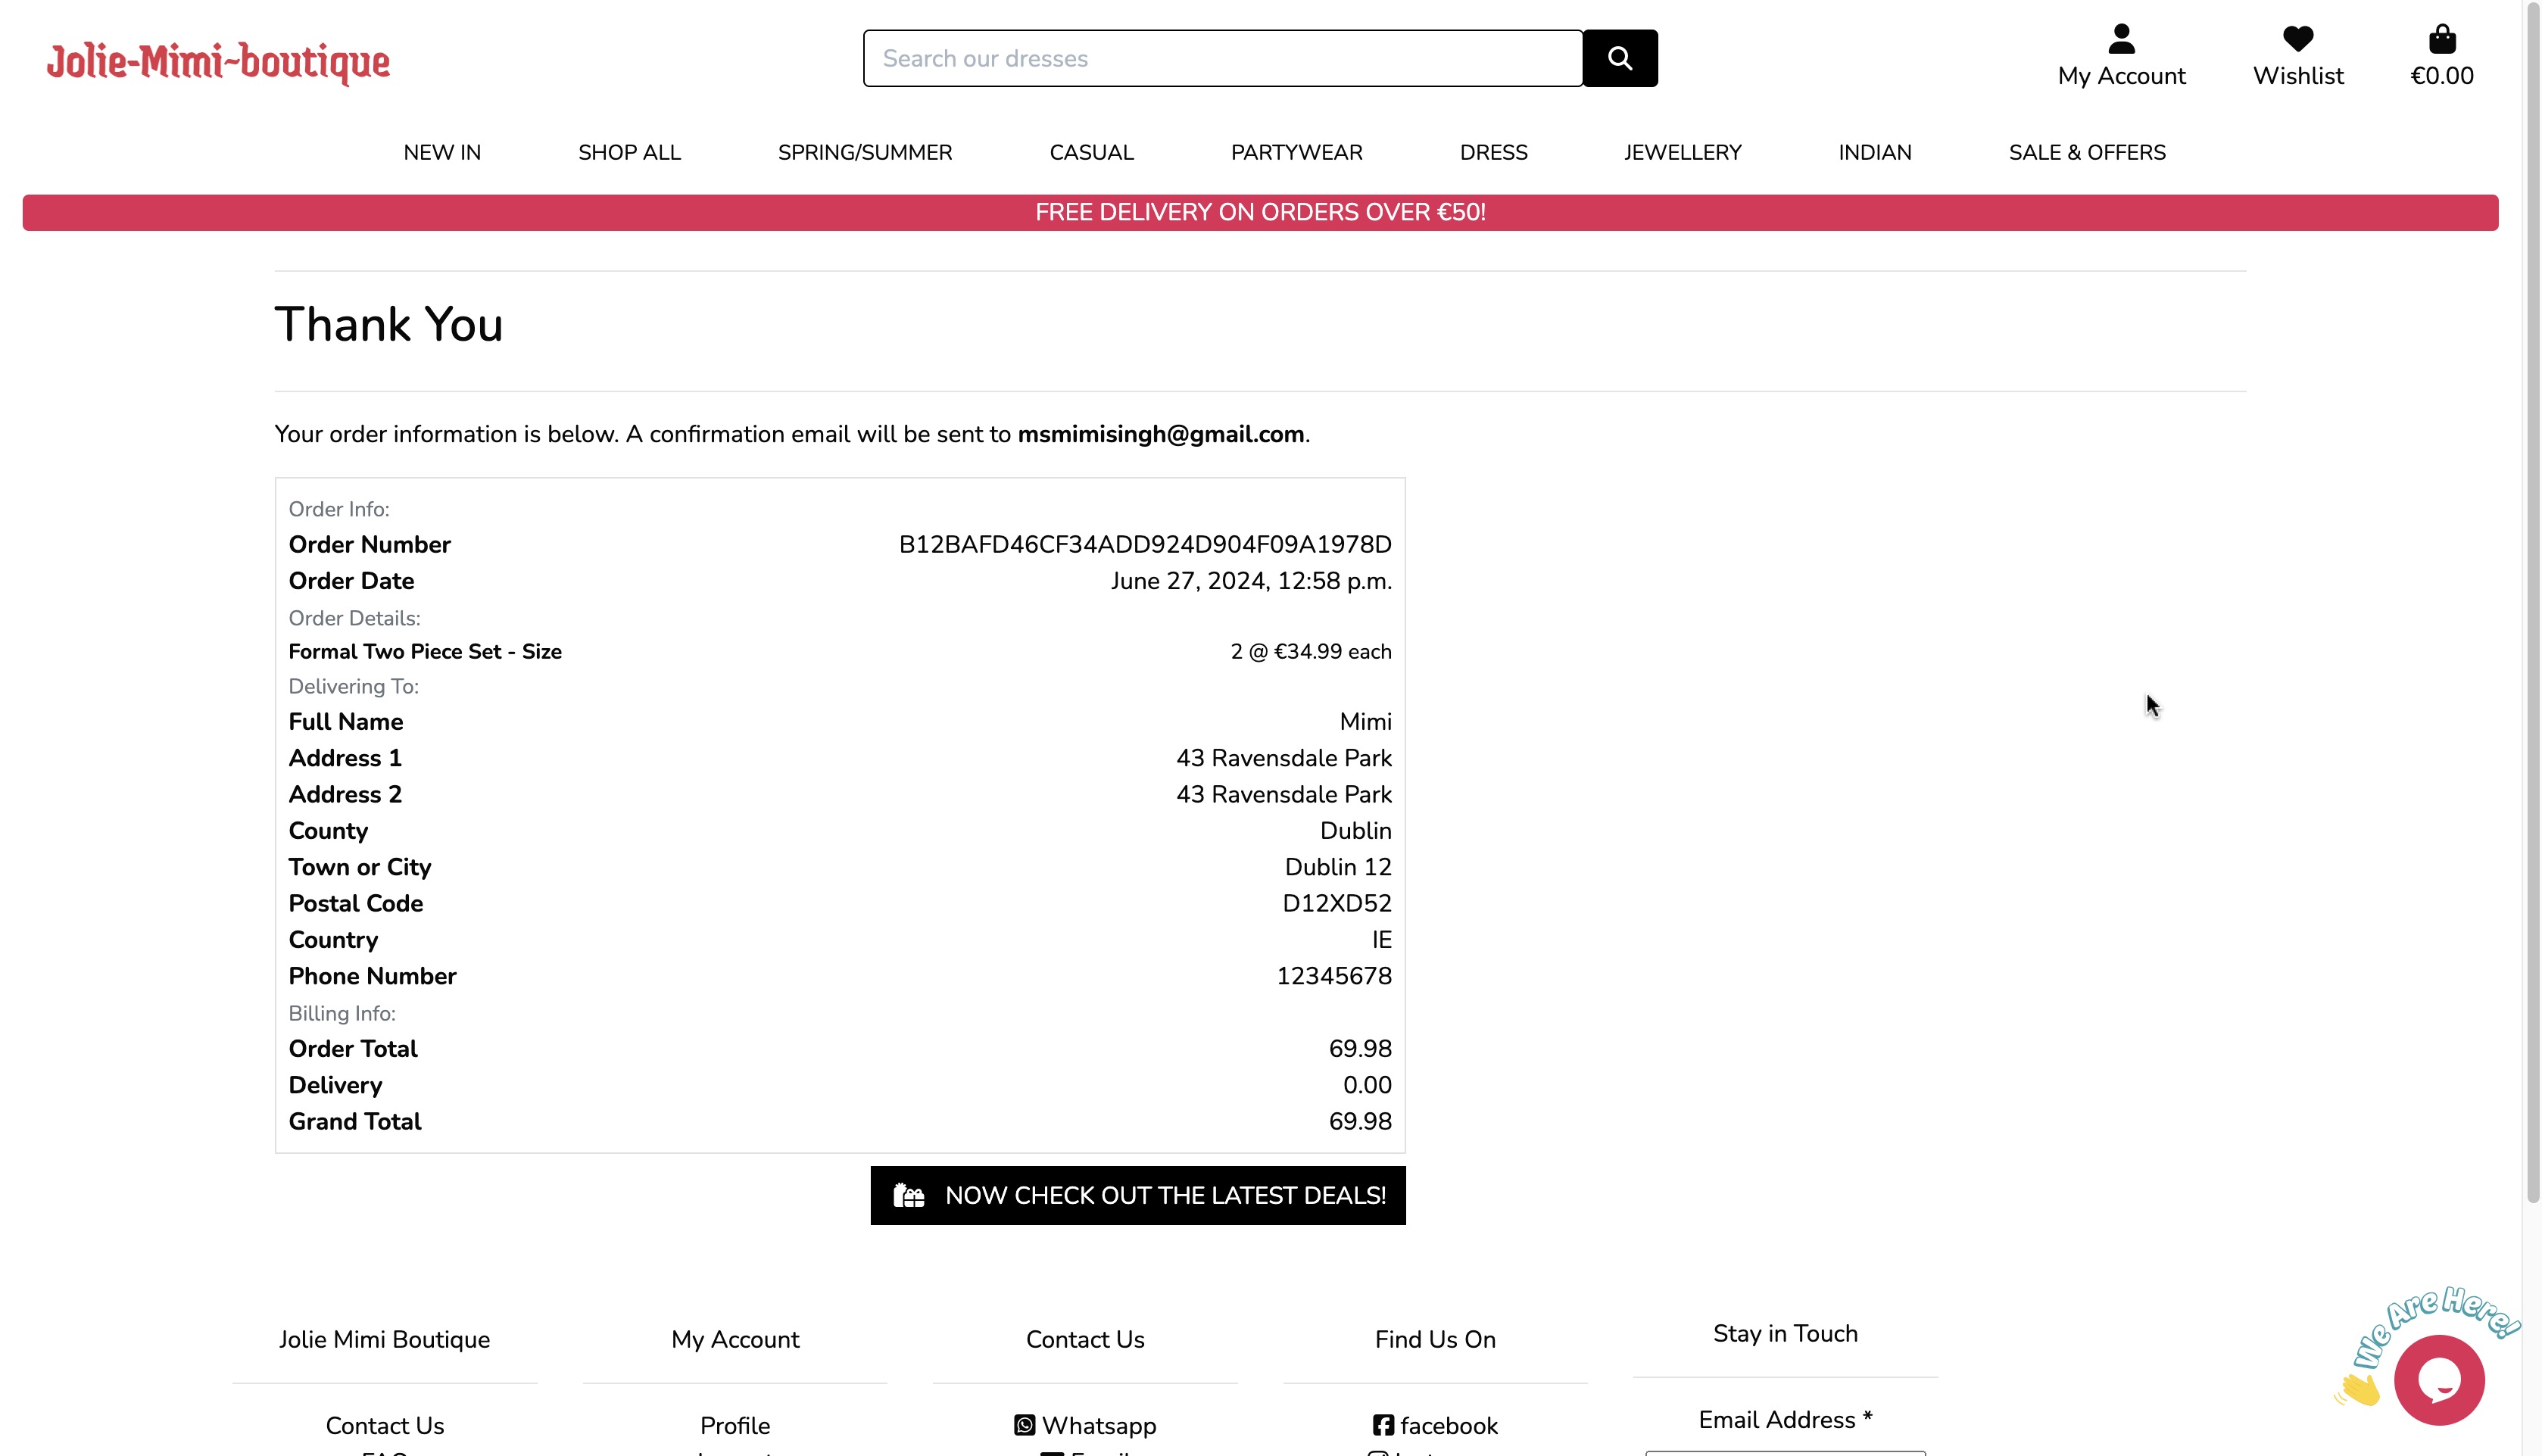 Jolie-Mimi~boutique
Search our dresses
My Account
Wishlist
€0.00
NEW IN
SHOP ALL
SPRING/SUMMER
CASUAL
PARTYWEAR
DRESS
JEWELLERY
INDIAN
SALE & OFFERS
FREE DELIVERY ON ORDERS OVER €50!
Thank You
Your order information is below. A confirmation email will be sent to msmimisingh@gmail.com.
Order Info:
Order Number B12BAFD46CF34ADD924D904F09A1978D
Order Date June 27, 2024, 12:58 p.m.
Order Details:
Formal Two Piece Set - Size 2 @ €34.99 each
Delivering To:
Full Name Mimi
Address 1 43 Ravensdale Park
Address 2 43 Ravensdale Park
County Dublin
Town or City Dublin 12
Postal Code D12XD52
Country IE
Phone Number 12345678
Billing Info:
Order Total 69.98
Delivery 0.00
Grand Total 69.98
NOW CHECK OUT THE LATEST DEALS!
We Are Here!
Jolie Mimi Boutique
Contact Us
My Account
Profile
Contact Us
Whatsapp
Find Us On
facebook
Stay in Touch
Email Address *